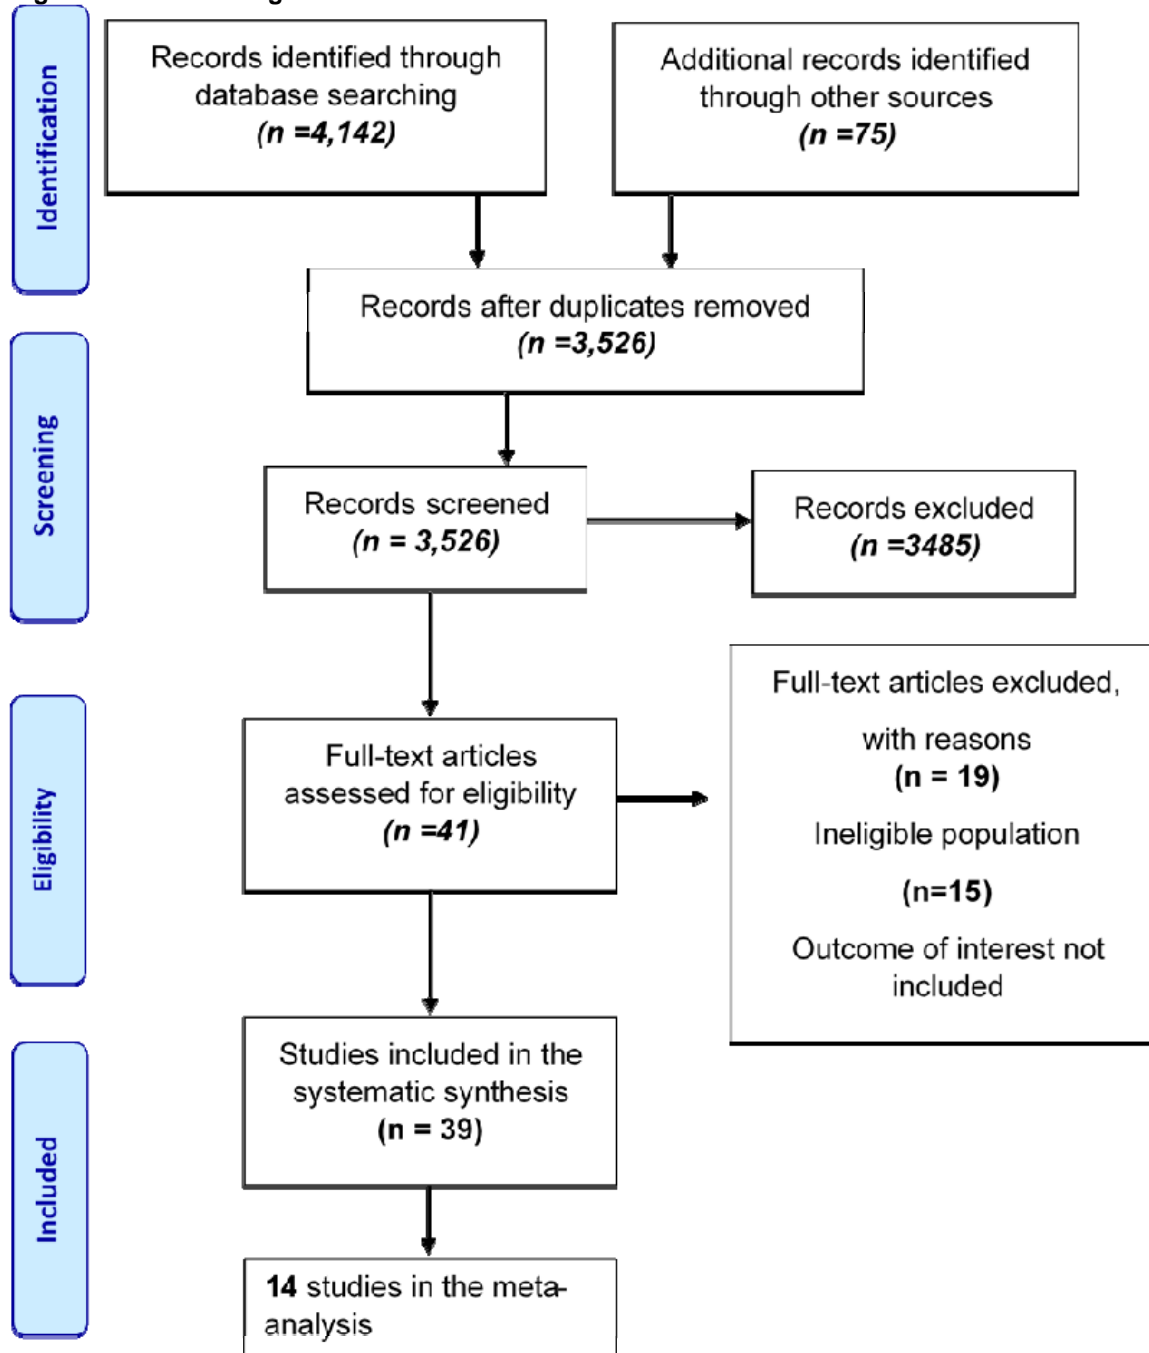 Identification
Records identified through
database searching
(n =4,142)
Additional records identified
through other sources
(n =75)
Records after duplicates removed
(n =3,526)
Screening
Records screened
(n = 3,526)
Records excluded
(n =3485)
Eligibility
Full-text articles
assessed for eligibility
(n =41)
Full-text articles excluded,
with reasons
(n = 19)
Ineligible population
(n=15)
Outcome of interest not
included
Included
Studies included in the
systematic synthesis
(n = 39)
14 studies in the meta-
analysis